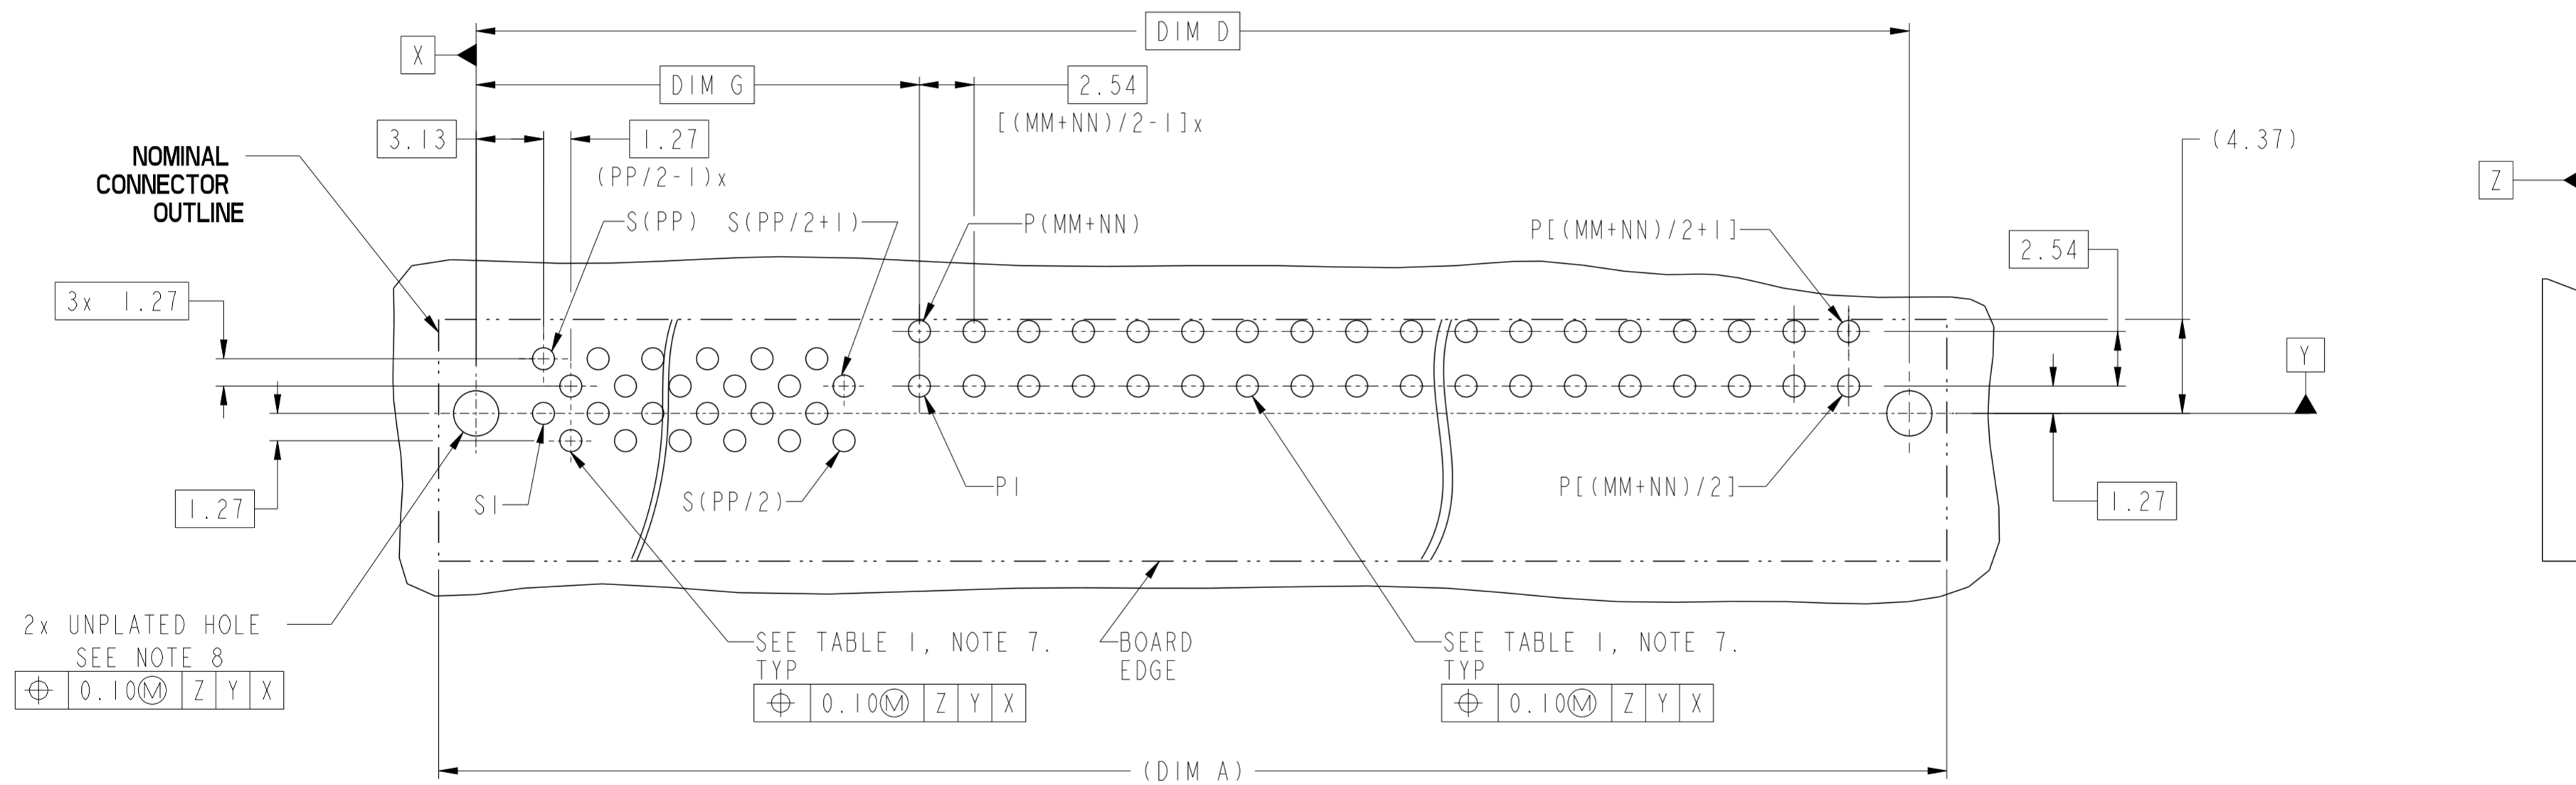 DIM D
X
DIM G
2.54
[(MM+NN)/2-1]x
3.13
1.27
(PP/2-1)x
(4.37)
NOMINAL
CONNECTOR
OUTLINE
Z
S(PP)
S(PP/2+1)
P(MM+NN)
P[(MM+NN)/2+1]
2.54
3x 1.27
Y
1.27
S1
S(PP/2)
P1
P[(MM+NN)/2]
1.27
2x UNPLATED HOLE
SEE NOTE 8
⌖ 0.10Ⓜ Z Y X
SEE TABLE 1, NOTE 7.
TYP
⌖ 0.10Ⓜ Z Y X
BOARD
EDGE
SEE TABLE 1, NOTE 7.
TYP
⌖ 0.10Ⓜ Z Y X
(DIM A)